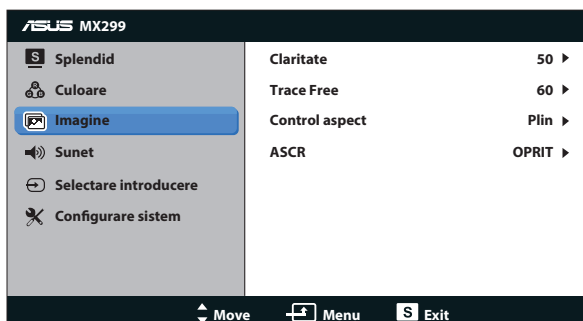 ASUS MX299
S Splendid
Culoare
Imagine
Sunet
Selectare introducere
Configurare sistem
Claritate 50
Trace Free 60
Control aspect Plin
ASCR OPRIT
Move Menu S Exit